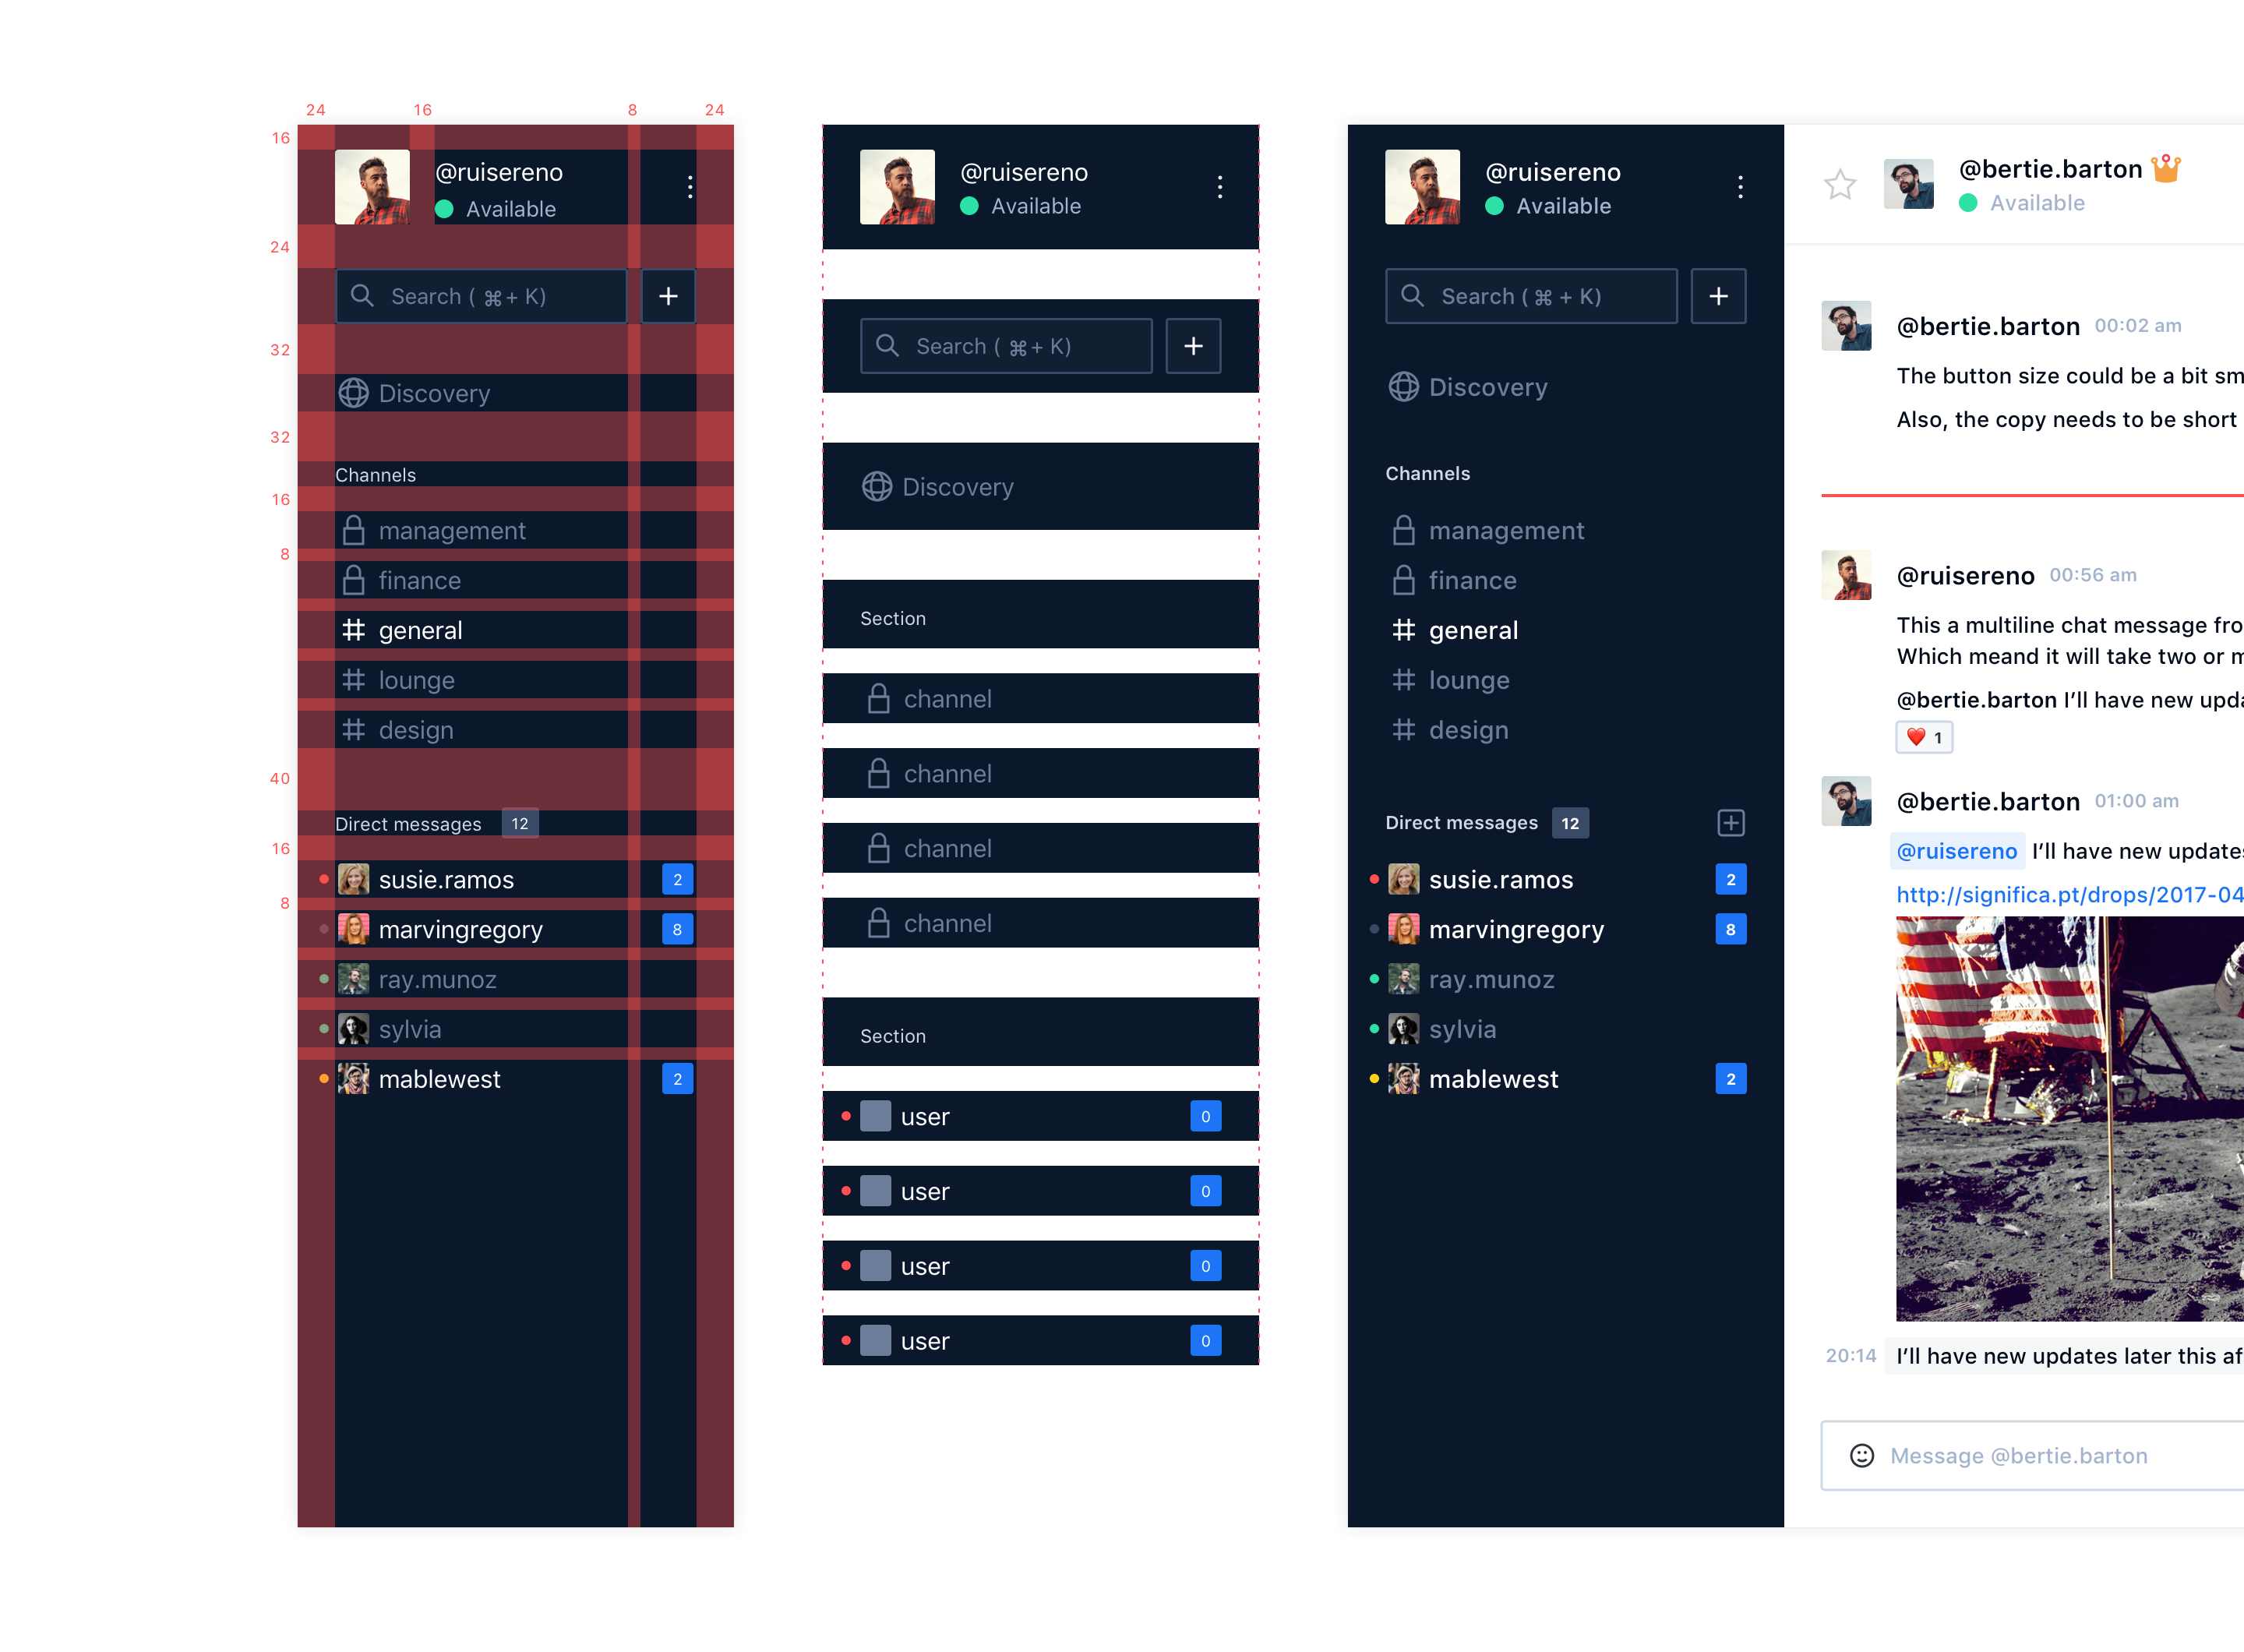 24 16 8 24
16
@ruisereno
Available
24
Search ( ⌘+ K)
+
32
Discovery
32
Channels
16
management
8
finance
general
lounge
design
40
Direct messages 12
16
susie.ramos 2
8
marvingregory 8
ray.munoz
sylvia
mablewest 2
@ruisereno
Available
Search ( ⌘+ K)
+
Discovery
Section
channel
channel
channel
channel
Section
user 0
user 0
user 0
user 0
@ruisereno
Available
Search ( ⌘ + K)
+
Discovery
Channels
management
finance
# general
# lounge
# design
Direct messages 12
susie.ramos 2
marvingregory 8
ray.munoz
sylvia
mablewest 2
@bertie.barton
Available
@bertie.barton 00:02 am
The button size could be a bit sm
Also, the copy needs to be short
@ruisereno 00:56 am
This a multiline chat message fro
Which meand it will take two or m
@bertie.barton I’ll have new upda
❤️ 1
@bertie.barton 01:00 am
@ruisereno I’ll have new updates
http://significa.pt/drops/2017-04
20:14 I’ll have new updates later this af
Message @bertie.barton